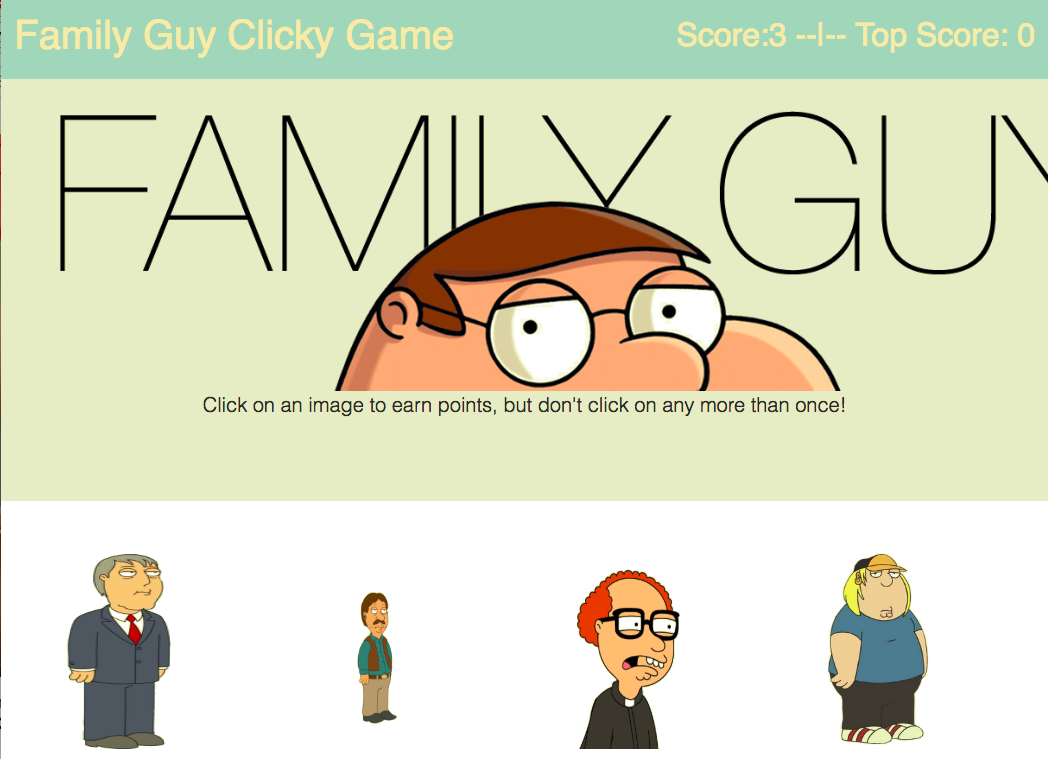 Family Guy Clicky Game
Score:3 --|-- Top Score: 0
FAMILY GUY
Click on an image to earn points, but don't click on any more than once!